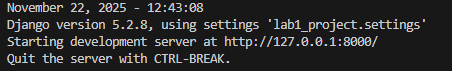 November 22, 2025 - 12:43:08
Django version 5.2.8, using settings 'lab1_project.settings'
Starting development server at http://127.0.0.1:8000/
Quit the server with CTRL-BREAK.